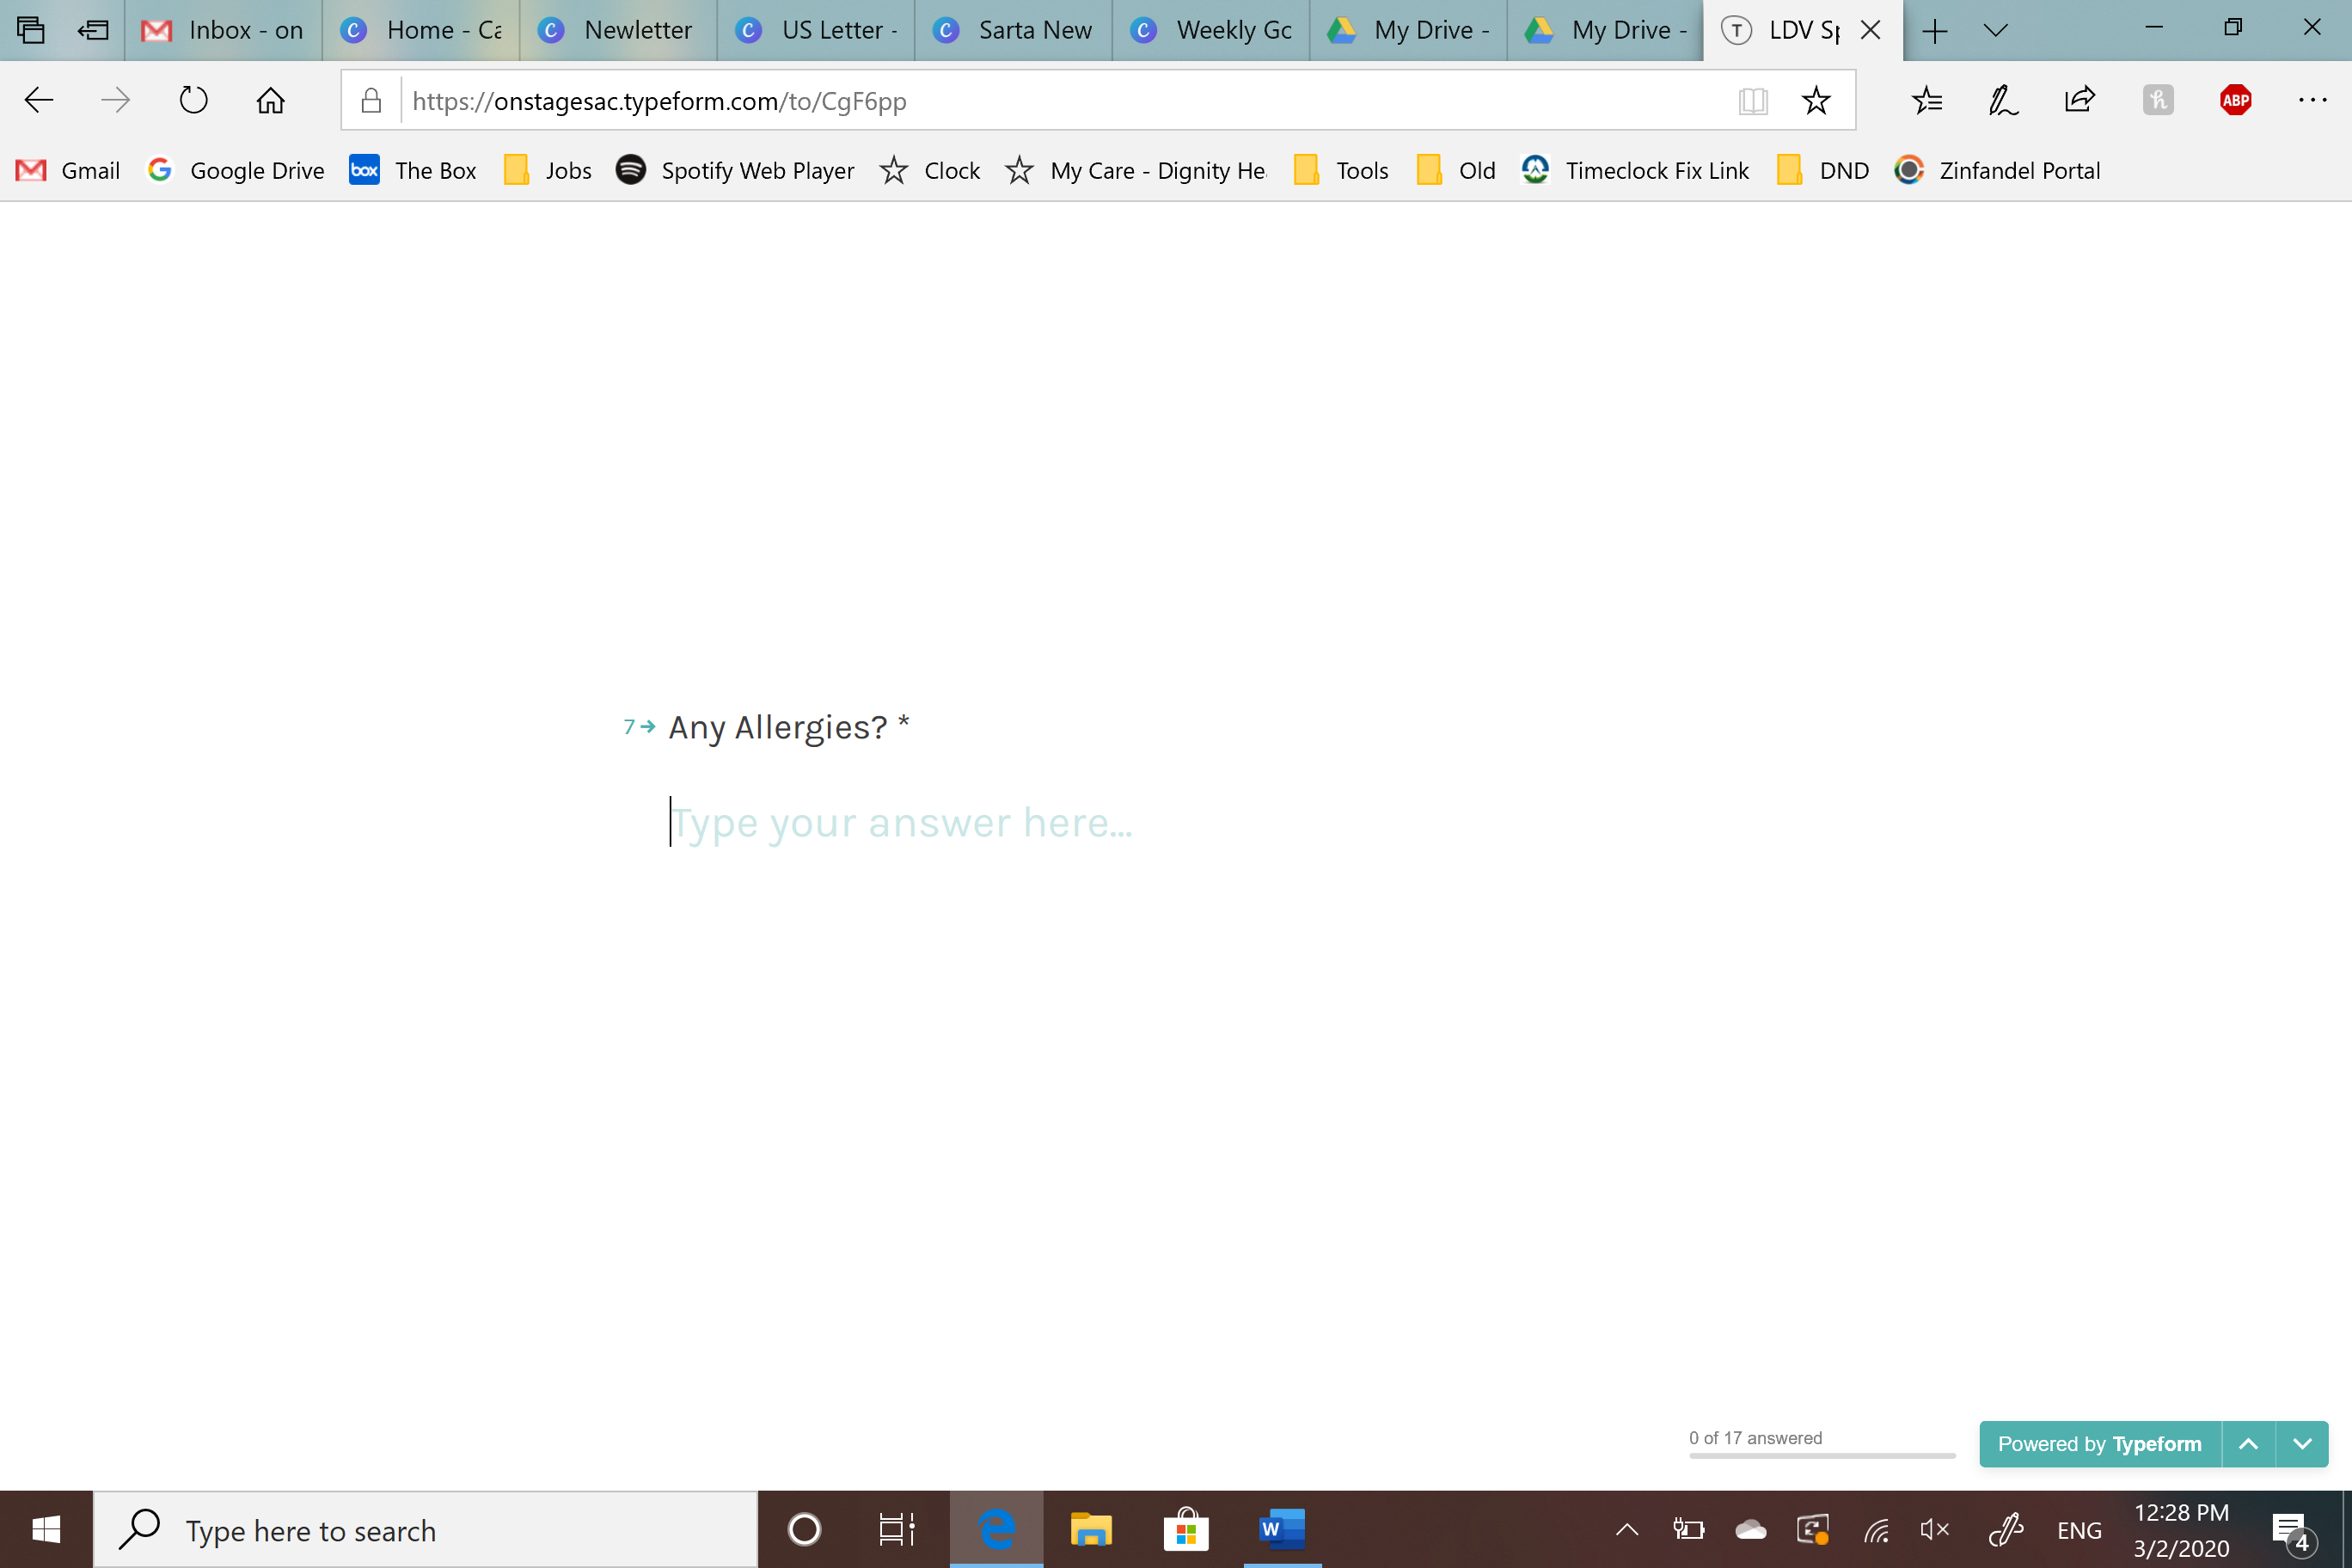 Inbox - on
Home - Ca
Newletter
US Letter -
Sarta New
Weekly Gc
My Drive -
My Drive -
LDV Sp
https://onstagesac.typeform.com/to/CgF6pp
ABP
Gmail
Google Drive
box
The Box
Jobs
Spotify Web Player
Clock
My Care - Dignity He
Tools
Old
Timeclock Fix Link
DND
Zinfandel Portal
7 → Any Allergies? *
Type your answer here...
0 of 17 answered
Powered by Typeform
Type here to search
W
ENG
12:28 PM
3/2/2020
4